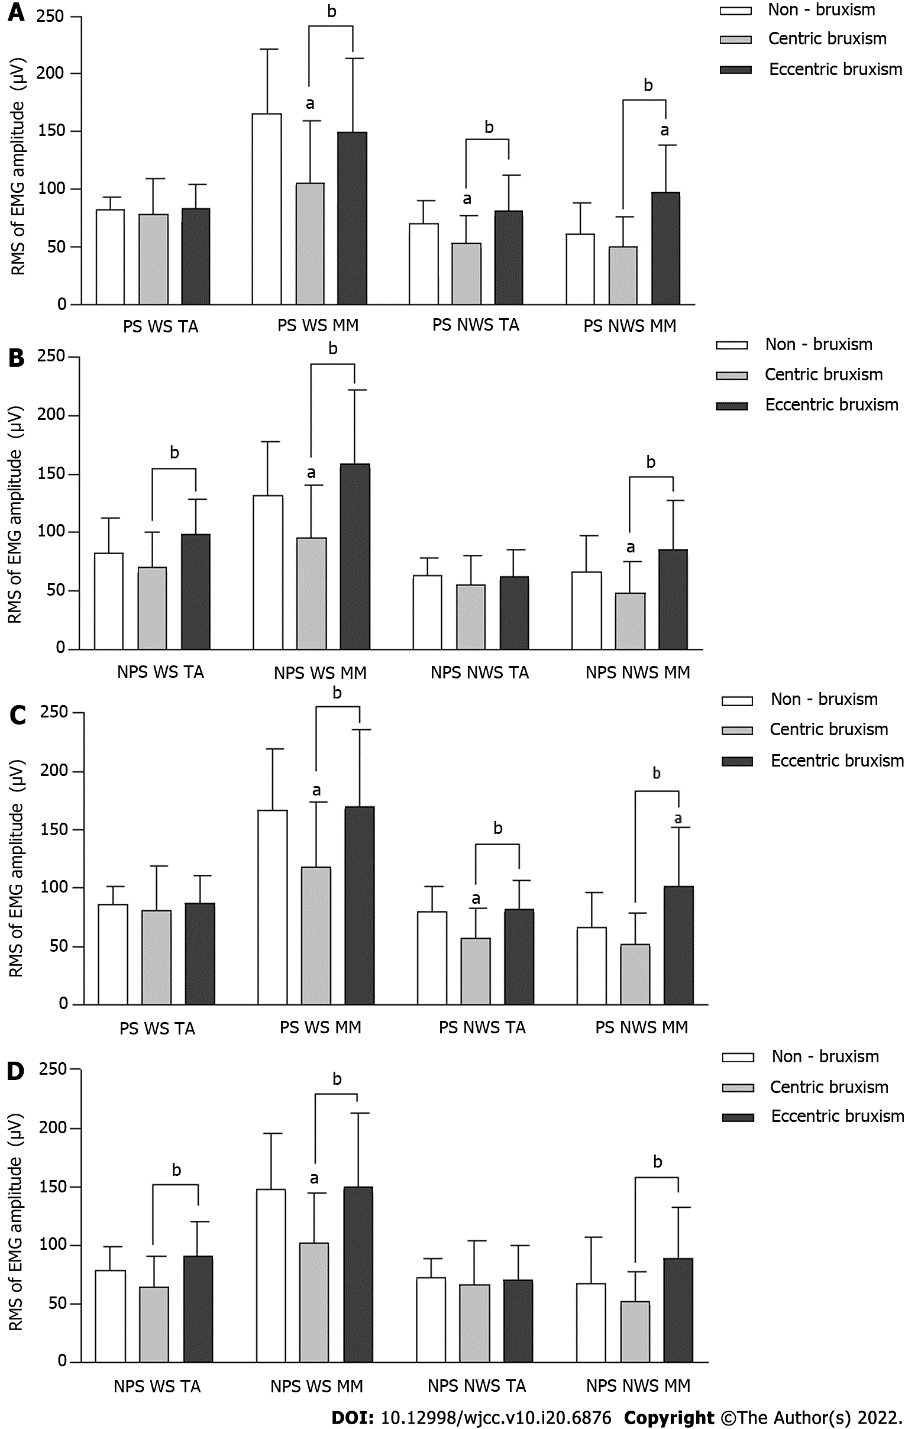 A
250
200
150
100
50
0
RMS of EMG amplitude (µV)
b
a
b
a
b
a
Non - bruxism
Centric bruxism
Eccentric bruxism
PS WS TA PS WS MM PS NWS TA PS NWS MM
B
250
200
150
100
50
0
RMS of EMG amplitude (µV)
b
b
a
b
a
Non - bruxism
Centric bruxism
Eccentric bruxism
NPS WS TA NPS WS MM NPS NWS TA NPS NWS MM
C
250
200
150
100
50
0
RMS of EMG amplitude (µV)
b
a
b
a
b
a
Non - bruxism
Centric bruxism
Eccentric bruxism
PS WS TA PS WS MM PS NWS TA PS NWS MM
D
250
200
150
100
50
0
RMS of EMG amplitude (µV)
b
b
a
b
Non - bruxism
Centric bruxism
Eccentric bruxism
NPS WS TA NPS WS MM NPS NWS TA NPS NWS MM
DOI: 10.12998/wjcc.v10.i20.6876 Copyright ©The Author(s) 2022.